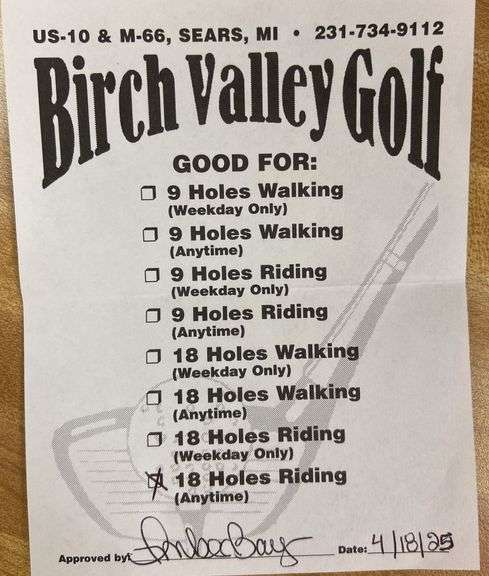 US-10 & M-66, SEARS, MI • 231-734-9112
Birch Valley Golf
GOOD FOR:
9 Holes Walking
(Weekday Only)
9 Holes Walking
(Anytime)
9 Holes Riding
(Weekday Only)
9 Holes Riding
(Anytime)
18 Holes Walking
(Weekday Only)
18 Holes Walking
(Anytime)
18 Holes Riding
(Weekday Only)
18 Holes Riding
(Anytime)
Approved by: Date: 4/18/25